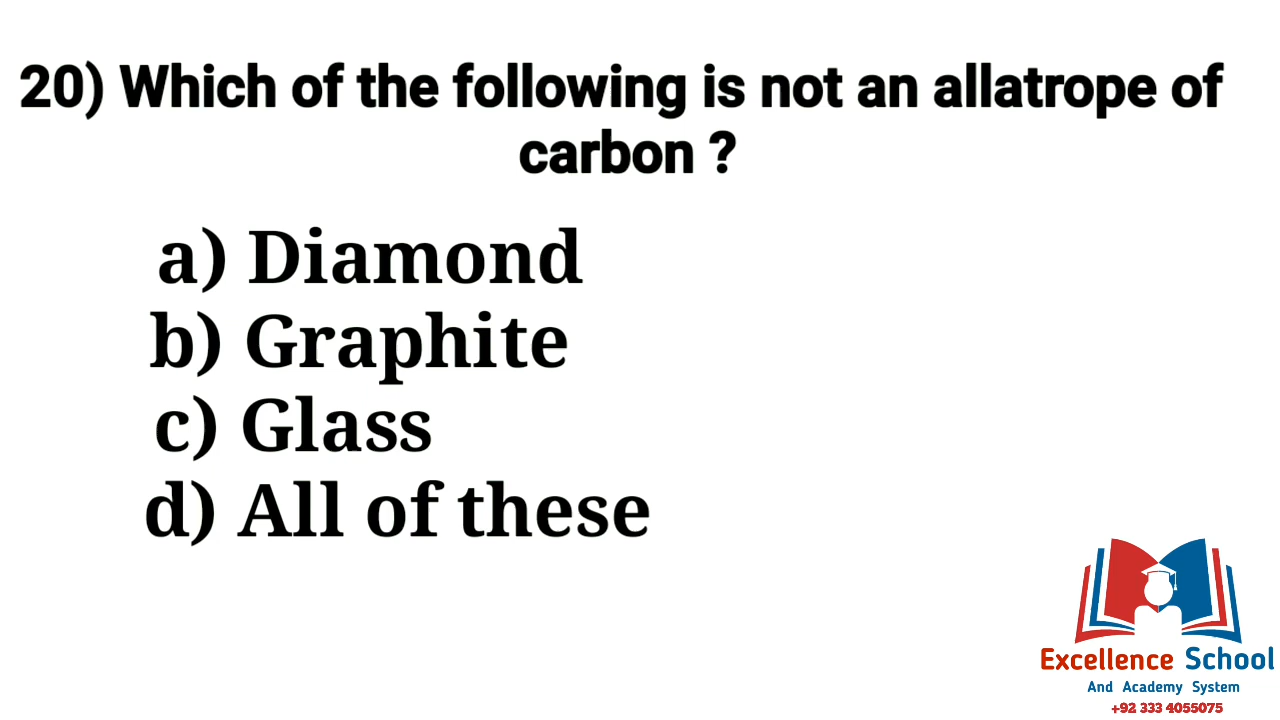 20) Which of the following is not an allatrope of
carbon ?
a) Diamond
b) Graphite
c) Glass
d) All of these
Excellence School
And Academy System
+92 333 4055075